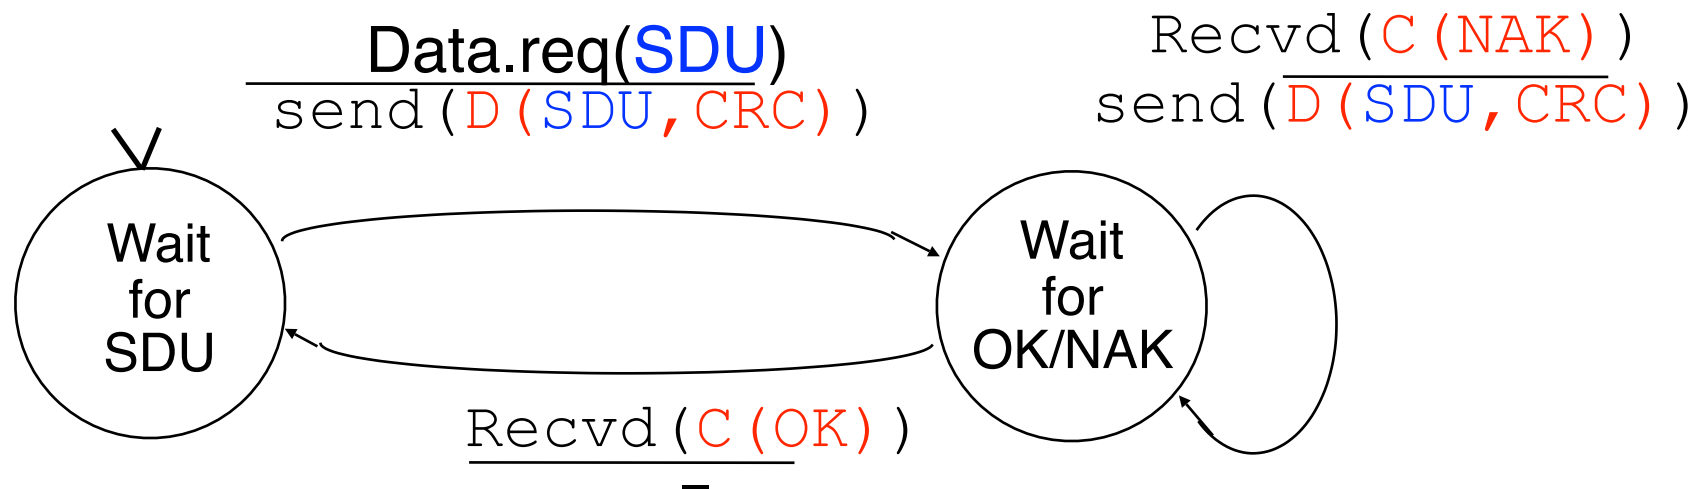 Data.req(SDU)
send(D(SDU,CRC))
Recvd(C(NAK))
send(D(SDU,CRC))
Wait
for
SDU
Wait
for
OK/NAK
Recvd(C(OK))
-